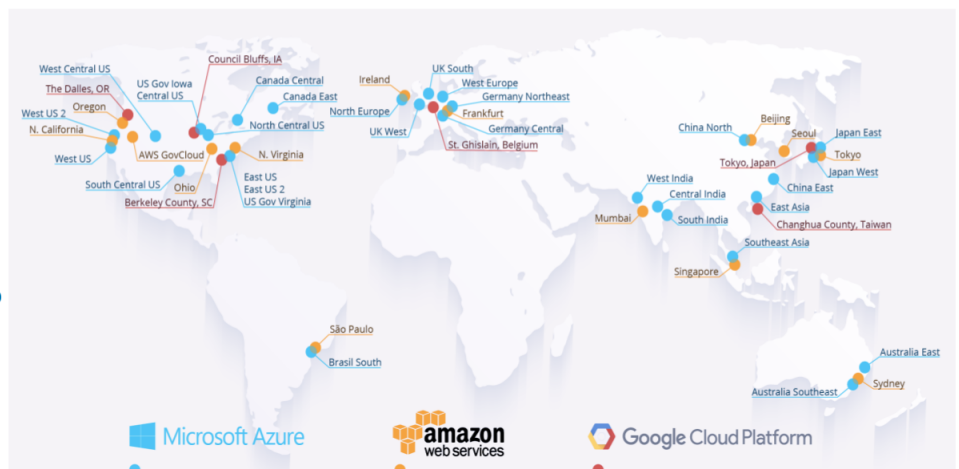 Council Bluffs, IA
West Central US
US Gov Iowa
Central US
Canada Central
Canada East
The Dalles, OR
Oregon
West US 2
N. California
West US
AWS GovCloud
North Central US
N. Virginia
South Central US
Ohio
East US
East US 2
US Gov Virginia
Berkeley County, SC
São Paulo
Brasil South
Ireland
North Europe
UK South
West Europe
Germany Northeast
Frankfurt
UK West
Germany Central
St. Ghislain, Belgium
China North
Beijing
Seoul
Japan East
Tokyo, Japan
Tokyo
Japan West
West India
Central India
China East
Mumbai
South India
East Asia
Changhua County, Taiwan
Southeast Asia
Singapore
Australia East
Australia Southeast
Sydney
Microsoft Azure
amazon
web services
Google Cloud Platform